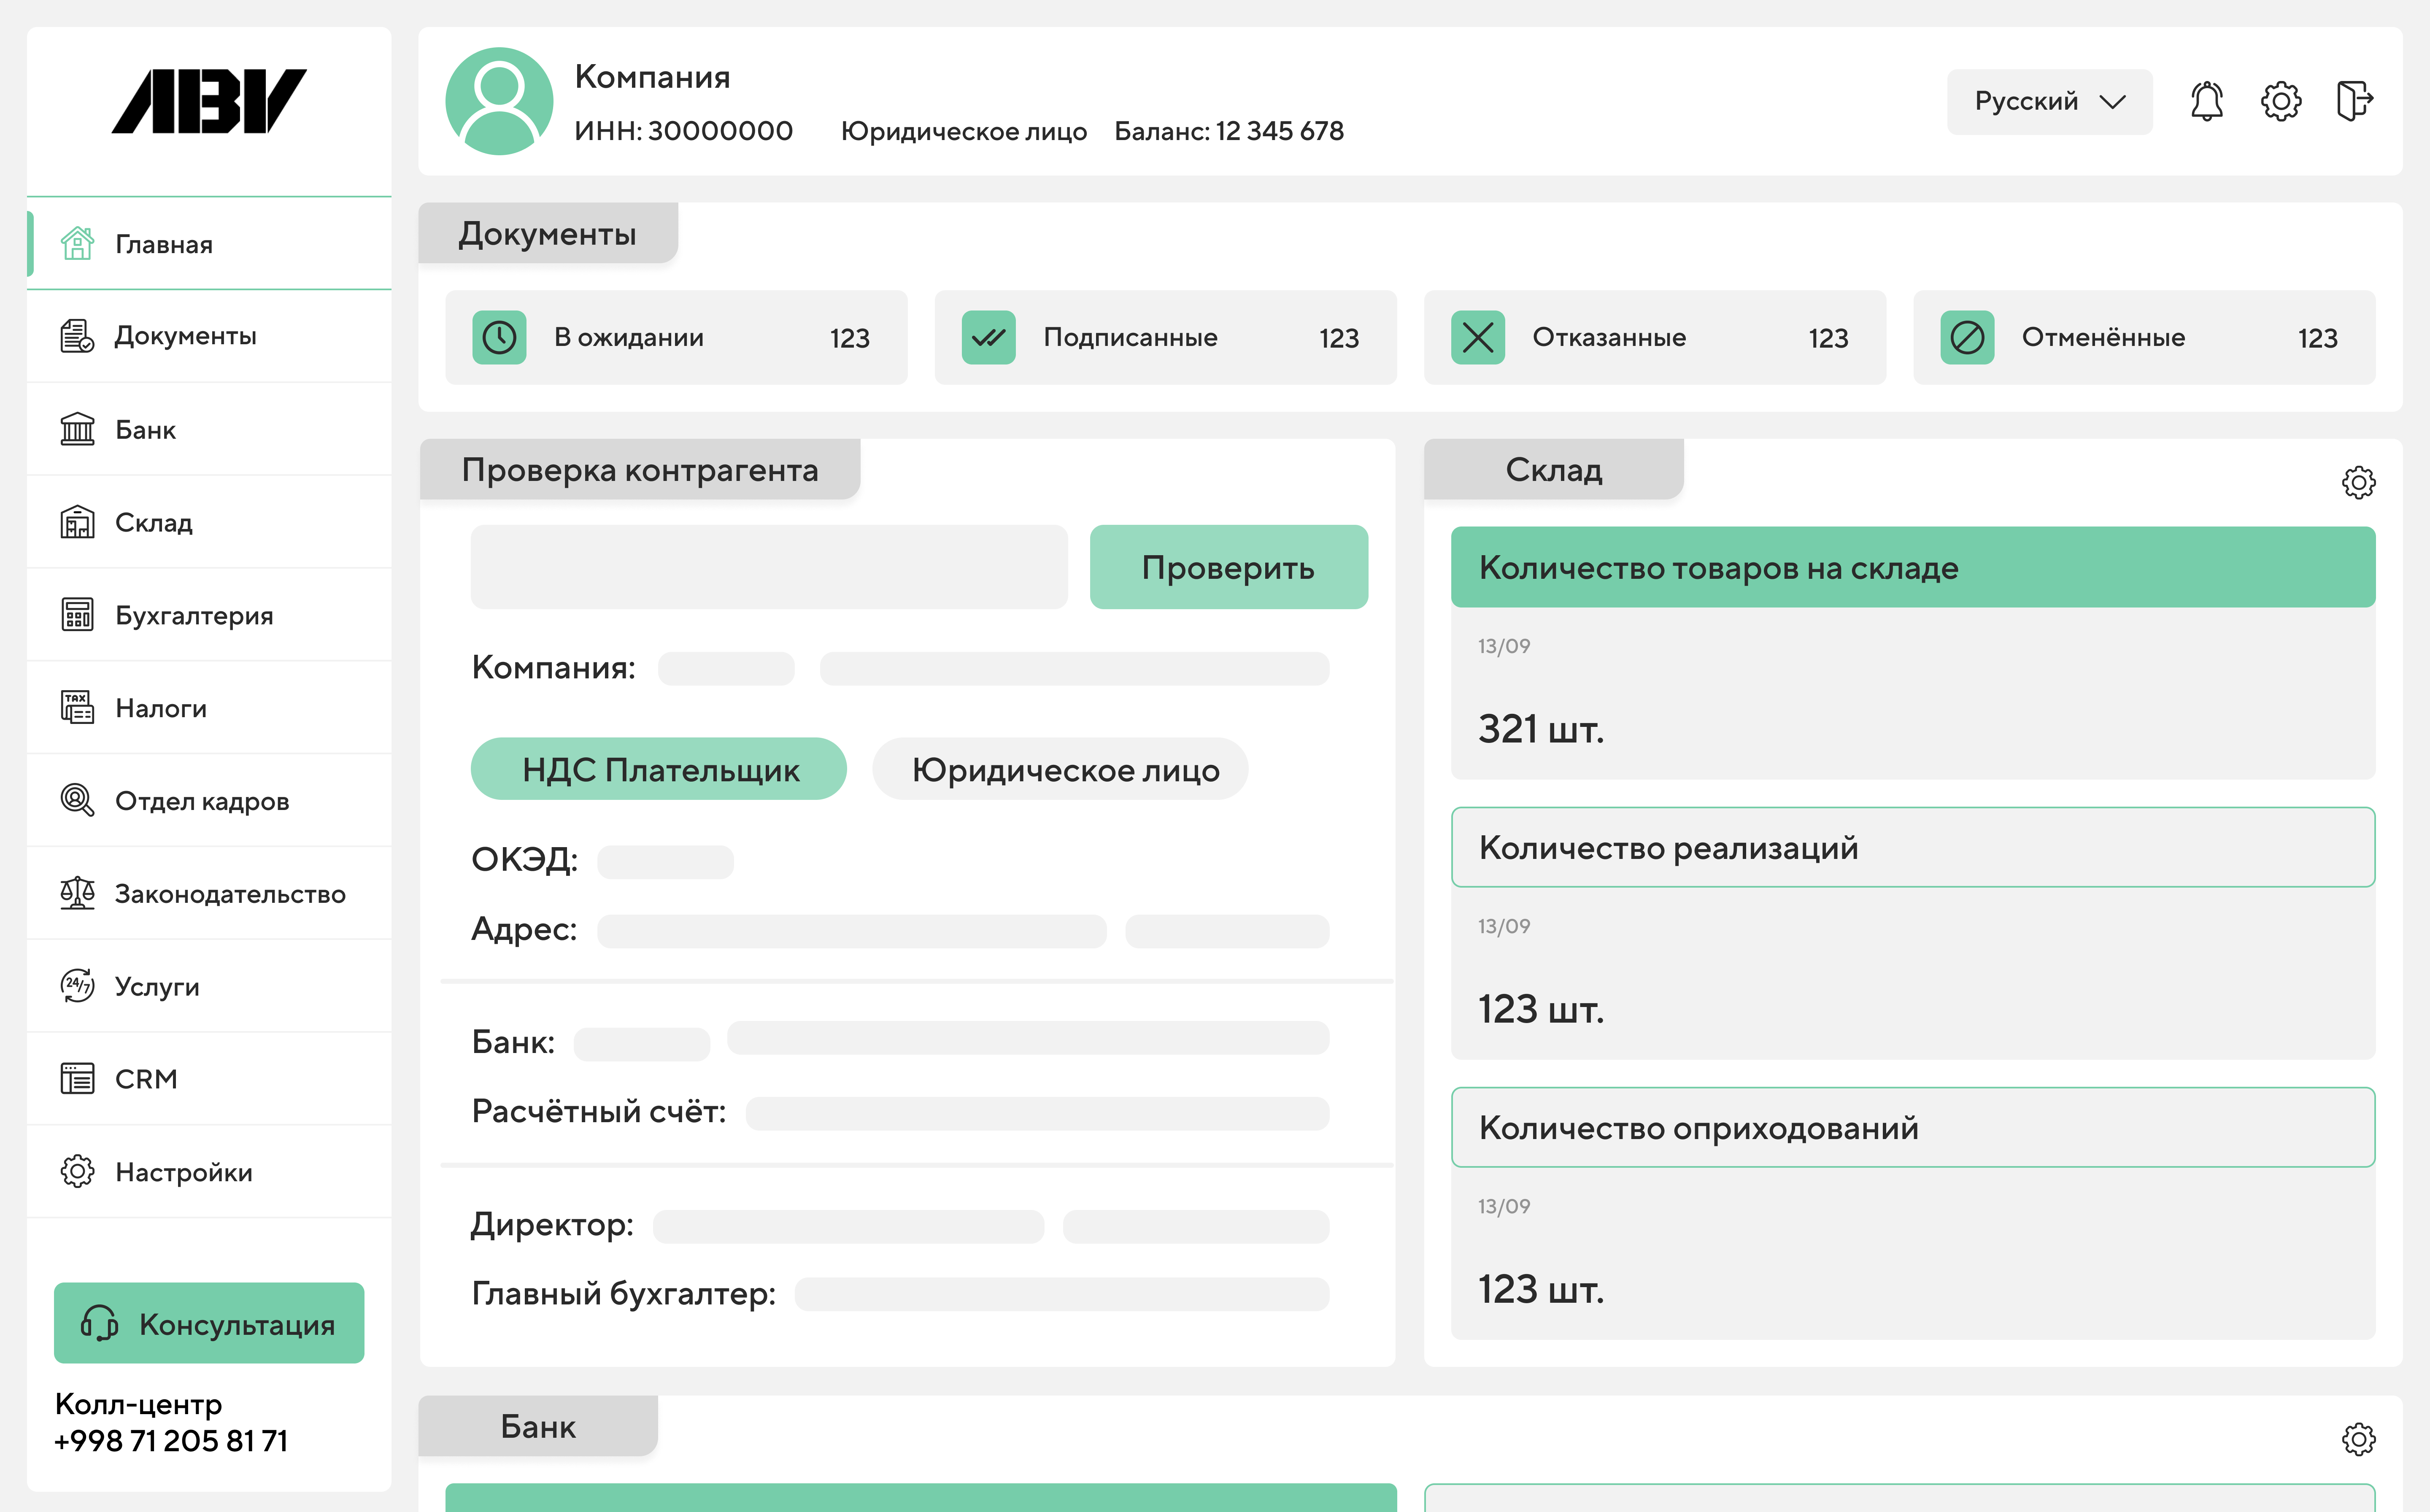 ABV
Главная
Документы
Банк
Склад
Бухгалтерия
TAX
Налоги
Отдел кадров
Законодательство
24/7
Услуги
CRM
Настройки
Консультация
Колл-центр
+998 71 205 81 71
Компания
ИНН: 30000000 Юридическое лицо Баланс: 12 345 678
Русский
Документы
В ожидании 123
Подписанные 123
Отказанные 123
Отменённые 123
Проверка контрагента
Проверить
Компания:
НДС Плательщик
Юридическое лицо
ОКЭД:
Адрес:
Банк:
Расчётный счёт:
Директор:
Главный бухгалтер:
Склад
Количество товаров на складе
13/09
321 шт.
Количество реализаций
13/09
123 шт.
Количество оприходований
13/09
123 шт.
Банк